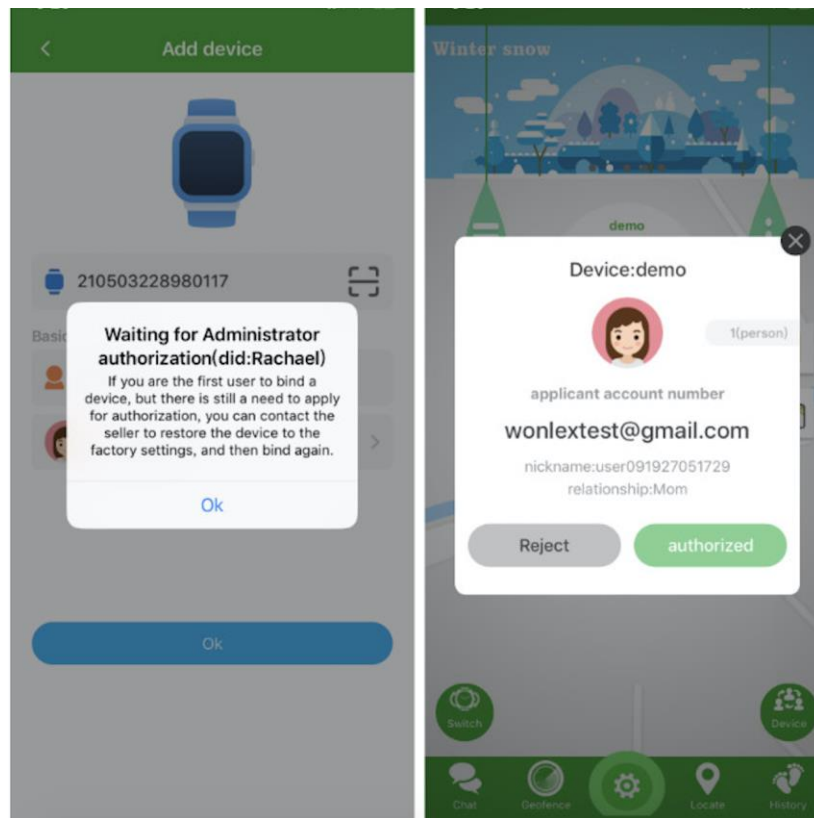 Add device
210503228980117
Basic
Waiting for Administrator
authorization(did:Rachael)
If you are the first user to bind a
device, but there is still a need to apply
for authorization, you can contact the
seller to restore the device to the
factory settings, and then bind again.
Ok
Ok
Winter snow
demo
Device:demo
1(person)
applicant account number
wonlextest@gmail.com
nickname:user091927051729
relationship:Mom
Reject
authorized
Switch
Device
Chat
Geofence
Locate
History